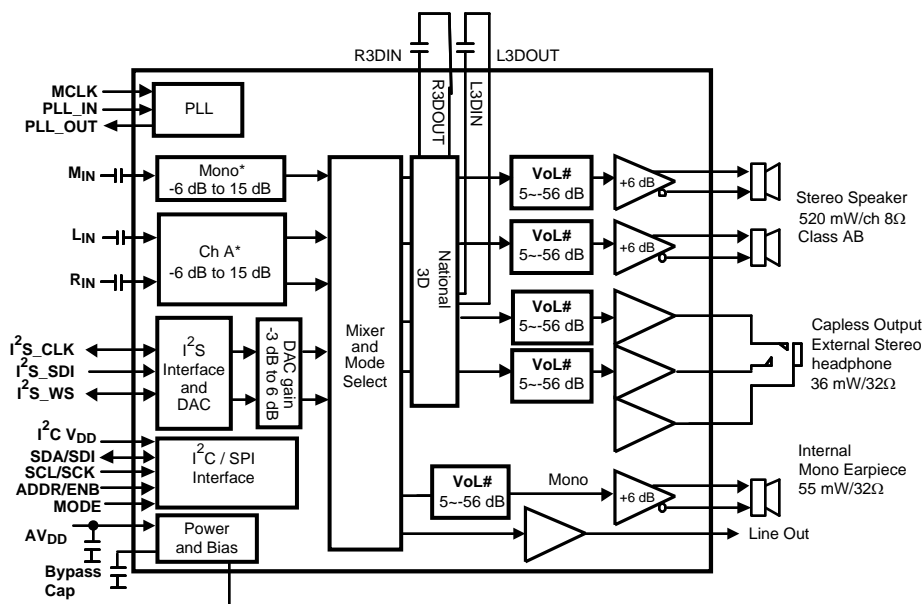 R3DIN
L3DOUT
R3DOUT
L3DIN
MCLK
PLL_IN
PLL_OUT
PLL
MIN
Mono*
-6 dB to 15 dB
LIN
RIN
Ch A*
-6 dB to 15 dB
I2S_CLK
I2S_SDI
I2S_WS
I2S
Interface
and
DAC
DAC gain
-3 dB to 6 dB
I2C VDD
SDA/SDI
SCL/SCK
ADDR/ENB
MODE
I2C / SPI
Interface
AVDD
Bypass
Cap
Power
and Bias
Mixer
and
Mode
Select
National
3D
VoL#
5~-56 dB
+6 dB
VoL#
5~-56 dB
+6 dB
Stereo Speaker
520 mW/ch 8Ω
Class AB
VoL#
5~-56 dB
VoL#
5~-56 dB
Capless Output
External Stereo
headphone
36 mW/32Ω
VoL#
5~-56 dB
Mono
+6 dB
Internal
Mono Earpiece
55 mW/32Ω
Line Out